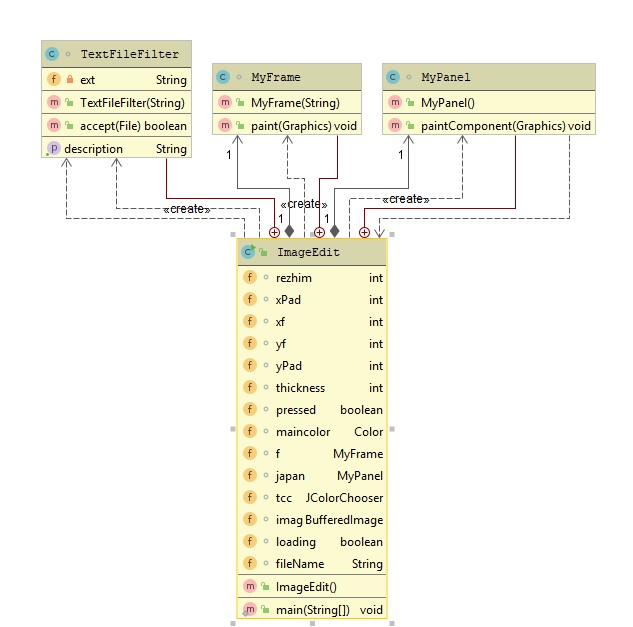 TextFileFilter
ext String
TextFileFilter(String)
accept(File) boolean
description String
MyFrame
MyFrame(String)
paint(Graphics) void
MyPanel
MyPanel()
paintComponent(Graphics) void
1
1
«create»
«create»
«create»
1
1
ImageEdit
rezhim int
xPad int
xf int
yf int
yPad int
thickness int
pressed boolean
maincolor Color
f MyFrame
japan MyPanel
tcc JColorChooser
imag BufferedImage
loading boolean
fileName String
ImageEdit()
main(String[]) void